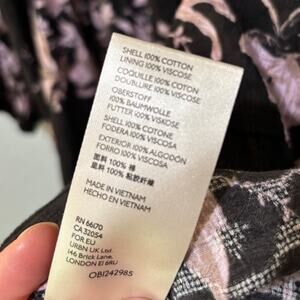 SHELL 100% COTTON
LINING 100% VISCOSE
COQUILLE 100% COTON
DOUBLURE 100% VISCOSE
OBERSTOFF
100% BAUMWOLLE
FUTTER 100% VISKOSE
SHELL 100% COTONE
FODERA 100% VISCOSA
EXTERIOR 100% ALGODÓN
FORRO 100% VISCOSA
面料 100% 棉
里料 100% 粘胶纤维
MADE IN VIETNAM
HECHO EN VIETNAM
RN 66170
CA 32054
FOR EU
URBN UK Ltd.
146 Brick Lane,
LONDON E1 6RU
OB1242985